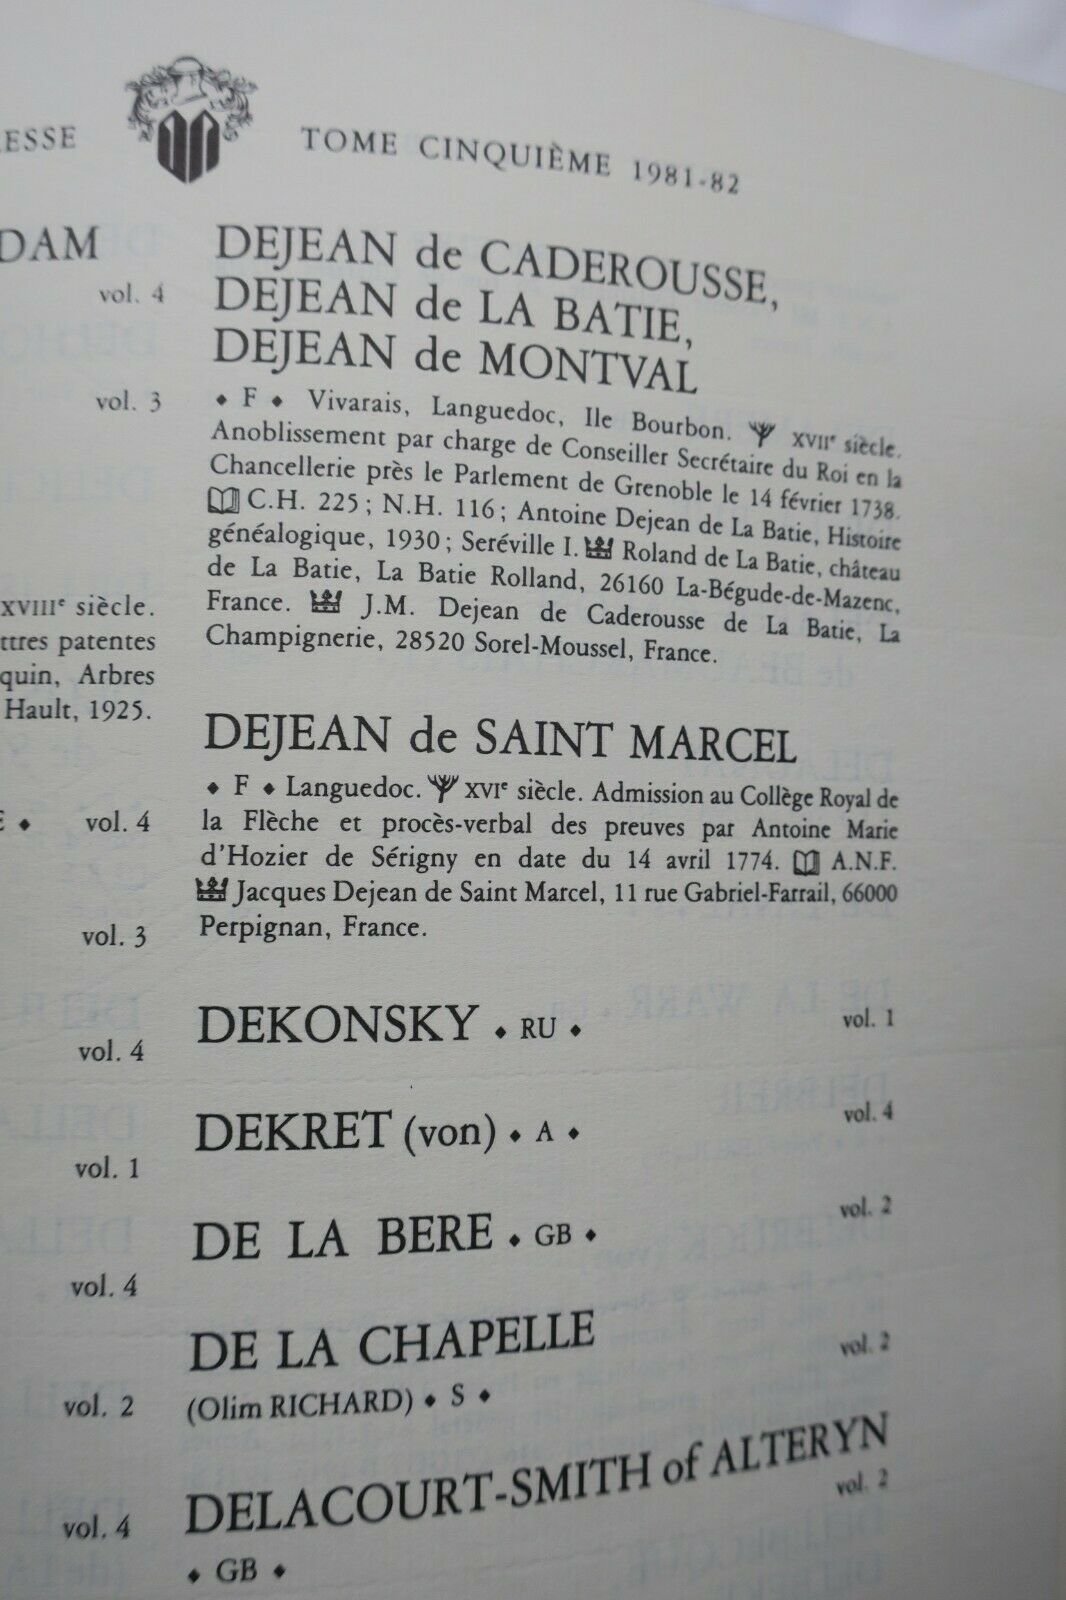 ESSE
TOME CINQUIÈME 1981-82
DAM
vol. 4
vol. 3
XVIIIe siècle.
ttres patentes
quin, Arbres
Hault, 1925.
E ♦ vol. 4
vol. 3
vol. 4
vol. 1
vol. 4
vol. 2
vol. 4
DEJEAN de CADEROUSSE,
DEJEAN de LA BATIE,
DEJEAN de MONTVAL
♦ F ♦ Vivarais, Languedoc, Ile Bourbon. XVIIe siècle.
Anoblissement par charge de Conseiller Secrétaire du Roi en la
Chancellerie près le Parlement de Grenoble le 14 février 1738.
C.H. 225 ; N.H. 116 ; Antoine Dejean de La Batie, Histoire
généalogique, 1930 ; Seréville I. Roland de La Batie, château
de La Batie, La Batie Rolland, 26160 La-Bégude-de-Mazenc,
France. J.M. Dejean de Caderousse de La Batie, La
Champignerie, 28520 Sorel-Moussel, France.
DEJEAN de SAINT MARCEL
♦ F ♦ Languedoc. XVIe siècle. Admission au Collège Royal de
la Flèche et procès-verbal des preuves par Antoine Marie
d'Hozier de Sérigny en date du 14 avril 1774. A.N.F.
Jacques Dejean de Saint Marcel, 11 rue Gabriel-Farrail, 66000
Perpignan, France.
DEKONSKY ♦ RU ♦ vol. 1
DEKRET (von) ♦ A ♦ vol. 4
DE LA BERE ♦ GB ♦ vol. 2
DE LA CHAPELLE
(Olim RICHARD) ♦ S ♦ vol. 2
DELACOURT-SMITH of ALTERYN
♦ GB ♦ vol. 2